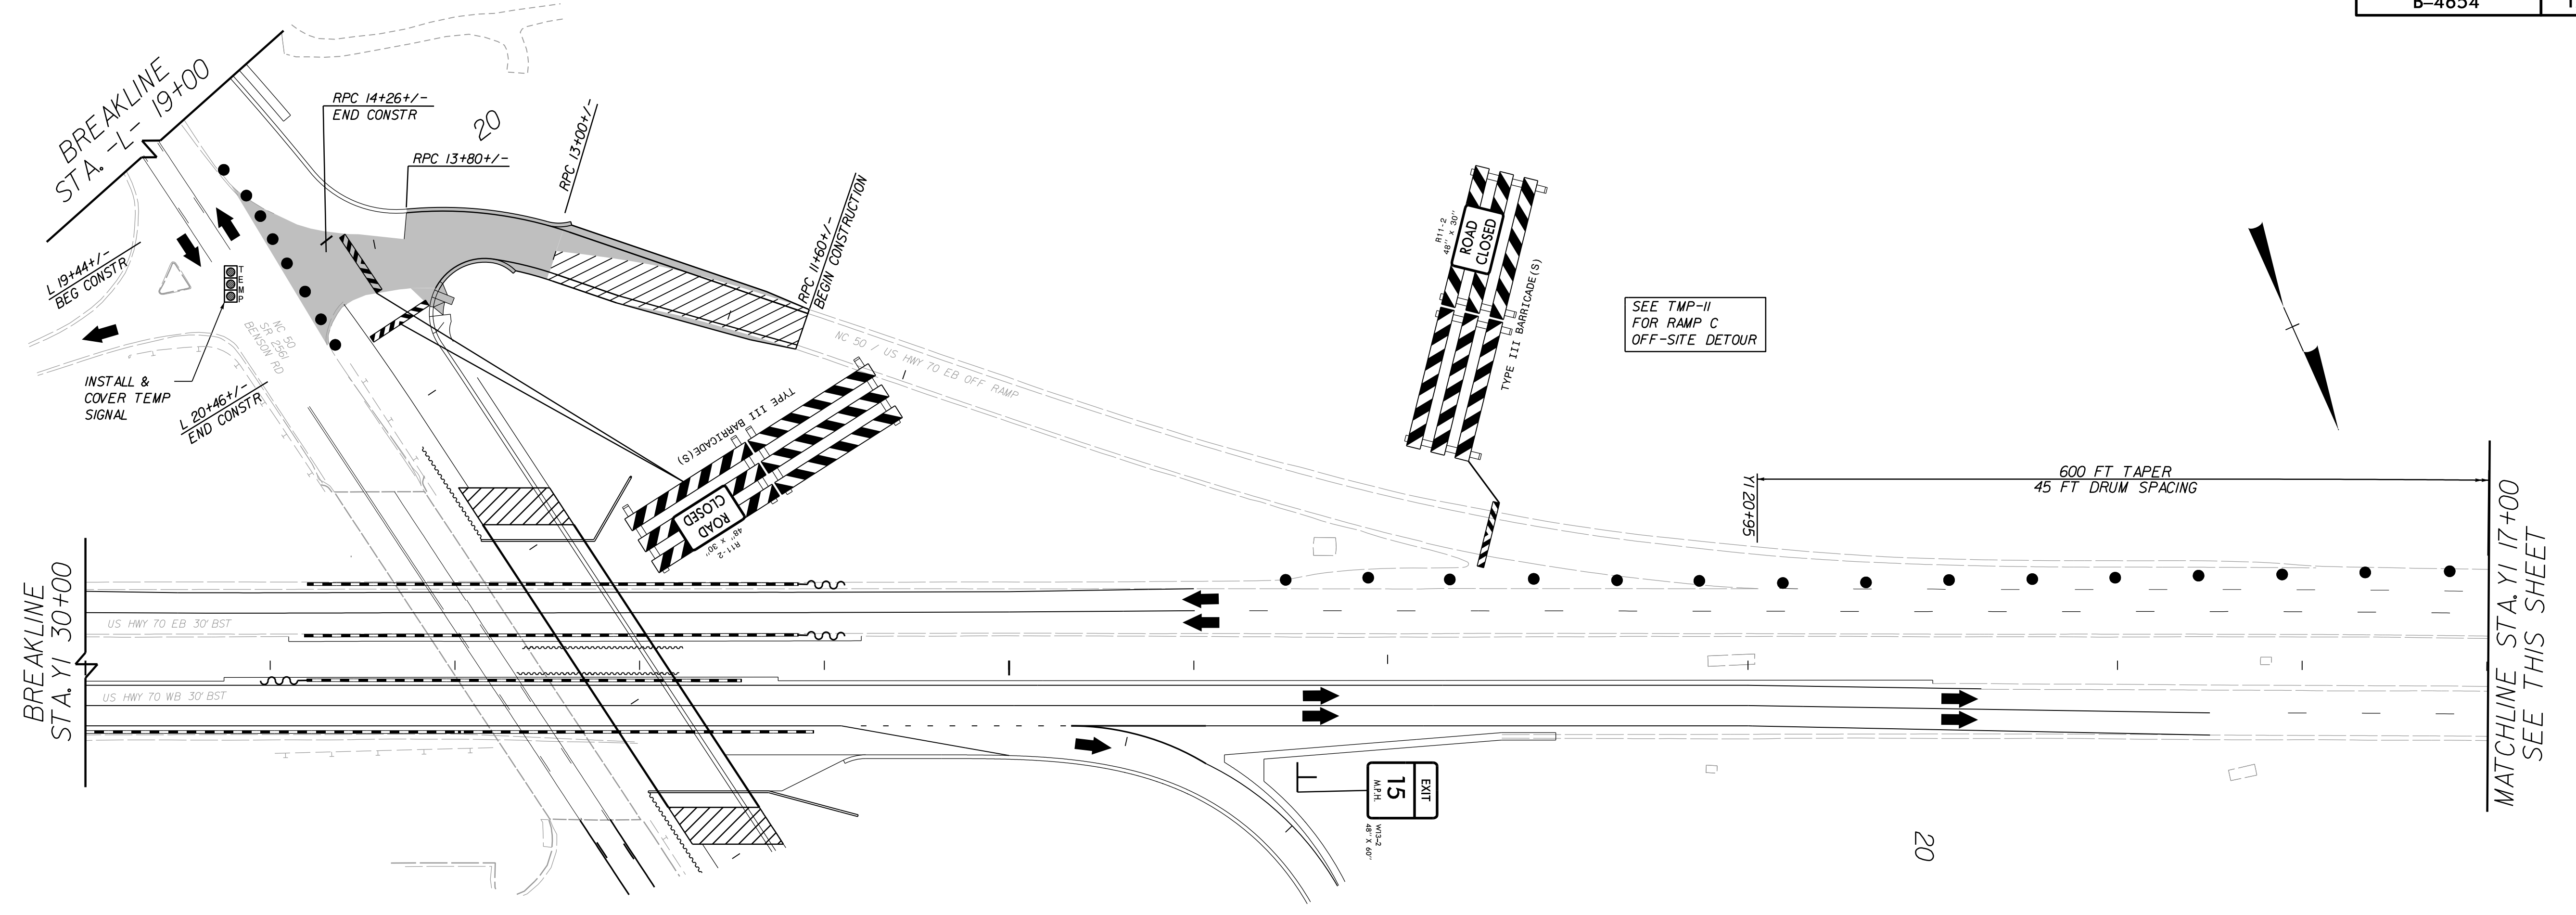 B-4654
BREAKLINE
STA. -L- 19+00
RPC 14+26+/-
END CONSTR
20
RPC 13+80+/-
RPC 13+00+/-
RPC 11+60+/-
BEGIN CONSTRUCTION
L 19+44+/-
BEG CONSTR
TEMP
NC 50
SR 2561
BENSON RD
INSTALL &
COVER TEMP
SIGNAL
L 20+46+/-
END CONSTR
NC 50 / US HWY 70 EB OFF RAMP
TYPE III BARRICADE(S)
ROAD
CLOSED
R11-2
48" X 30"
R11-2
48" X 30"
ROAD
CLOSED
TYPE III BARRICADE(S)
SEE TMP-11
FOR RAMP C
OFF-SITE DETOUR
600 FT TAPER
45 FT DRUM SPACING
Y1 20+95
BREAKLINE
STA. Y1 30+00
US HWY 70 EB 30' BST
US HWY 70 WB 30' BST
EXIT
15
M.P.H.
W13-2
48" X 60"
20
MATCHLINE STA. Y1 17+00
SEE THIS SHEET